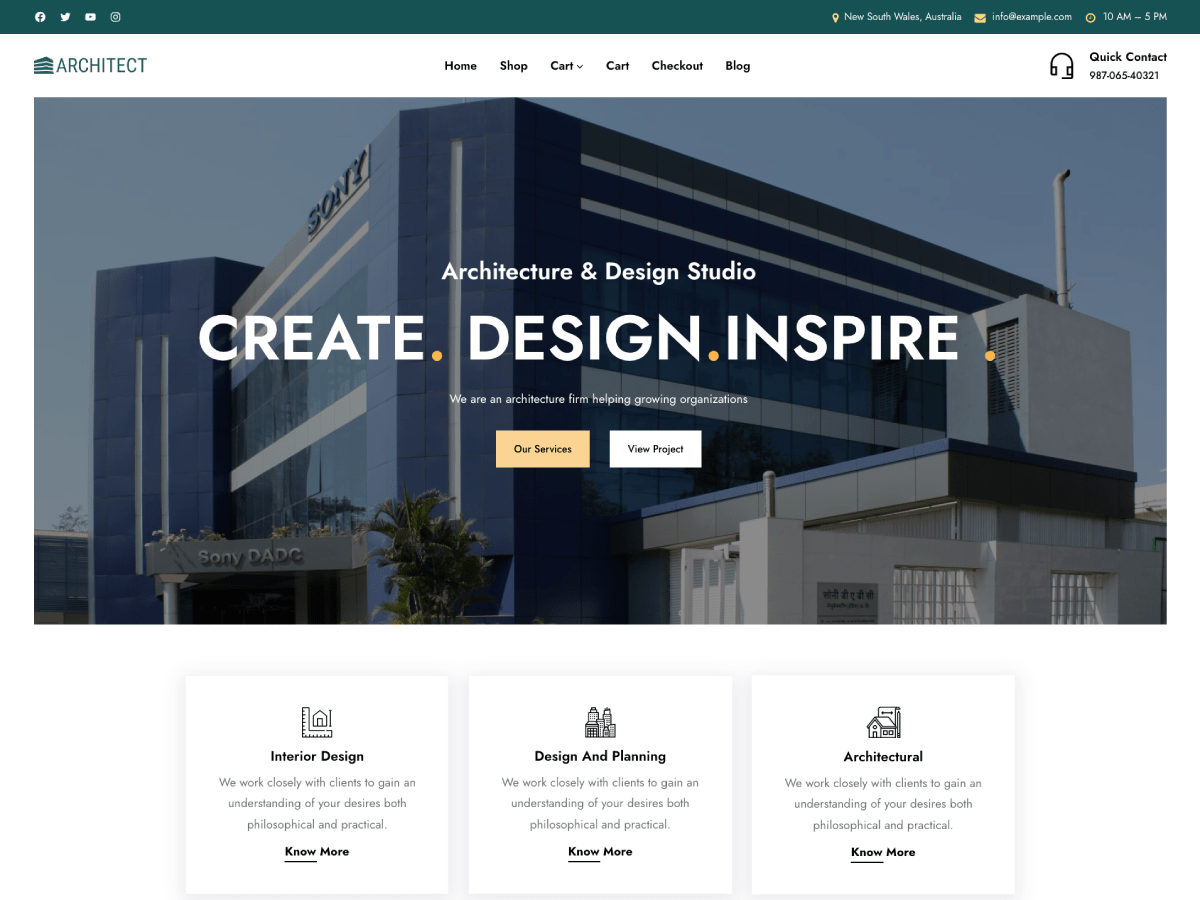 New South Wales, Australia info@example.com 10 AM – 5 PM
ARCHITECT
Home Shop Cart Cart Checkout Blog
Quick Contact
987-065-40321
SONY
Architecture & Design Studio
CREATE. DESIGN.INSPIRE .
We are an architecture firm helping growing organizations
Our Services View Project
Sony DADC
सोनी डी ए डी सी
Interior Design
We work closely with clients to gain an
understanding of your desires both
philosophical and practical.
Know More
Design And Planning
We work closely with clients to gain an
understanding of your desires both
philosophical and practical.
Know More
Architectural
We work closely with clients to gain an
understanding of your desires both
philosophical and practical.
Know More